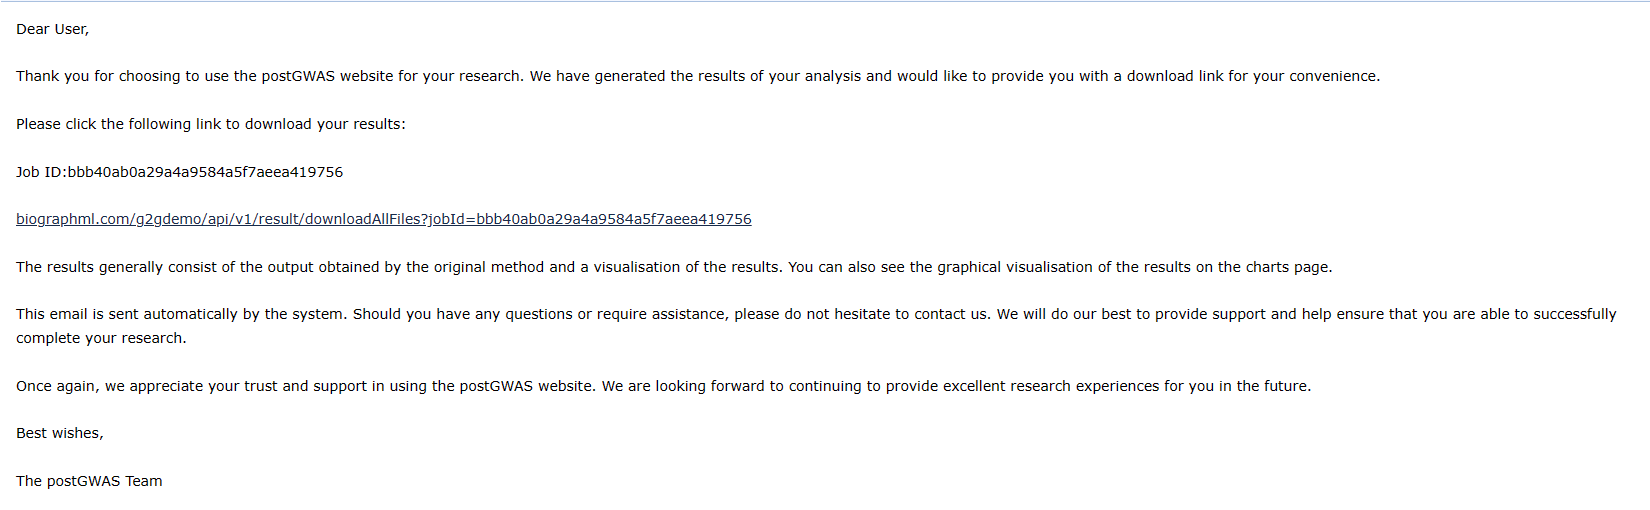 Dear User,
Thank you for choosing to use the postGWAS website for your research. We have generated the results of your analysis and would like to provide you with a download link for your convenience.
Please click the following link to download your results:
Job ID:bbb40ab0a29a4a9584a5f7aeea419756
biographml.com/g2gdemo/api/v1/result/downloadAllFiles?jobId=bbb40ab0a29a4a9584a5f7aeea419756
The results generally consist of the output obtained by the original method and a visualisation of the results. You can also see the graphical visualisation of the results on the charts page.
This email is sent automatically by the system. Should you have any questions or require assistance, please do not hesitate to contact us. We will do our best to provide support and help ensure that you are able to successfully
complete your research.
Once again, we appreciate your trust and support in using the postGWAS website. We are looking forward to continuing to provide excellent research experiences for you in the future.
Best wishes,
The postGWAS Team